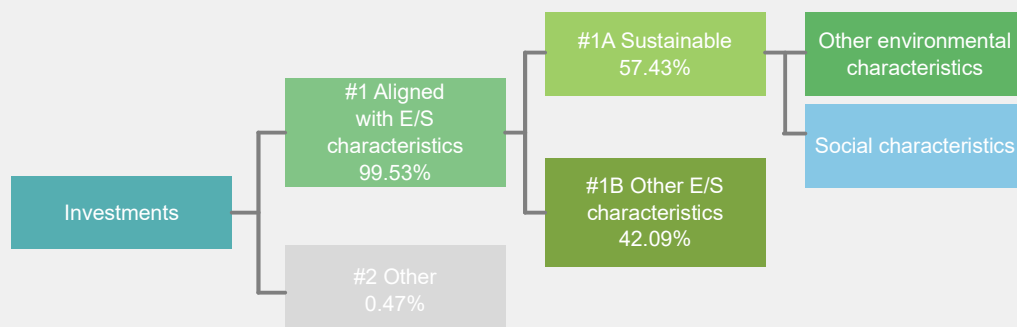 Investments
#1 Aligned
with E/S
characteristics
99.53%
#2 Other
0.47%
#1A Sustainable
57.43%
#1B Other E/S
characteristics
42.09%
Other environmental
characteristics
Social characteristics